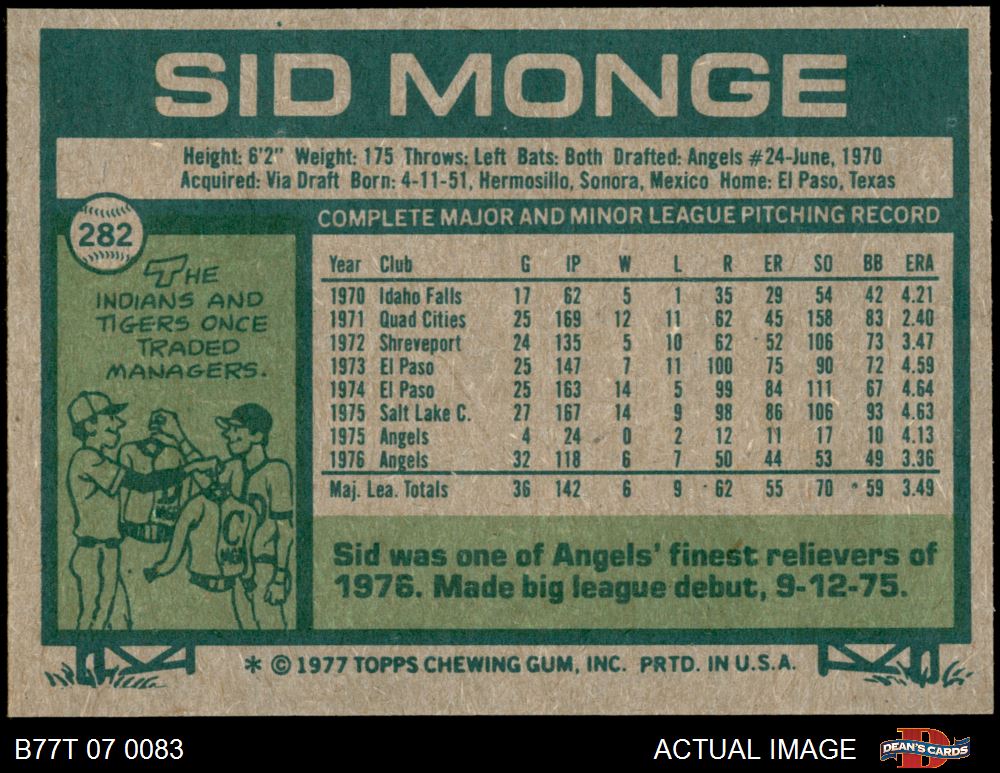 SID MONGE
Height: 6'2" Weight: 175 Throws: Left Bats: Both Drafted: Angels #24-June, 1970
Acquired: Via Draft Born: 4-11-51, Hermosillo, Sonora, Mexico Home: El Paso, Texas
282
THE
INDIANS AND
TIGERS ONCE
TRADED
MANAGERS.
C
MGR
COMPLETE MAJOR AND MINOR LEAGUE PITCHING RECORD
Year Club G IP W L R ER SO BB ERA
1970 Idaho Falls 17 62 5 1 35 29 54 42 4.21
1971 Quad Cities 25 169 12 11 62 45 158 83 2.40
1972 Shreveport 24 135 5 10 62 52 106 73 3.47
1973 El Paso 25 147 7 11 100 75 90 72 4.59
1974 El Paso 25 163 14 5 99 84 111 67 4.64
1975 Salt Lake C. 27 167 14 9 98 86 106 93 4.63
1975 Angels 4 24 0 2 12 11 17 10 4.13
1976 Angels 32 118 6 7 50 44 53 49 3.36
Maj. Lea. Totals 36 142 6 9 62 55 70 59 3.49
Sid was one of Angels' finest relievers of
1976. Made big league debut, 9-12-75.
* © 1977 TOPPS CHEWING GUM, INC. PRTD. IN U.S.A.
B77T 07 0083
ACTUAL IMAGE
DEAN'S CARDS